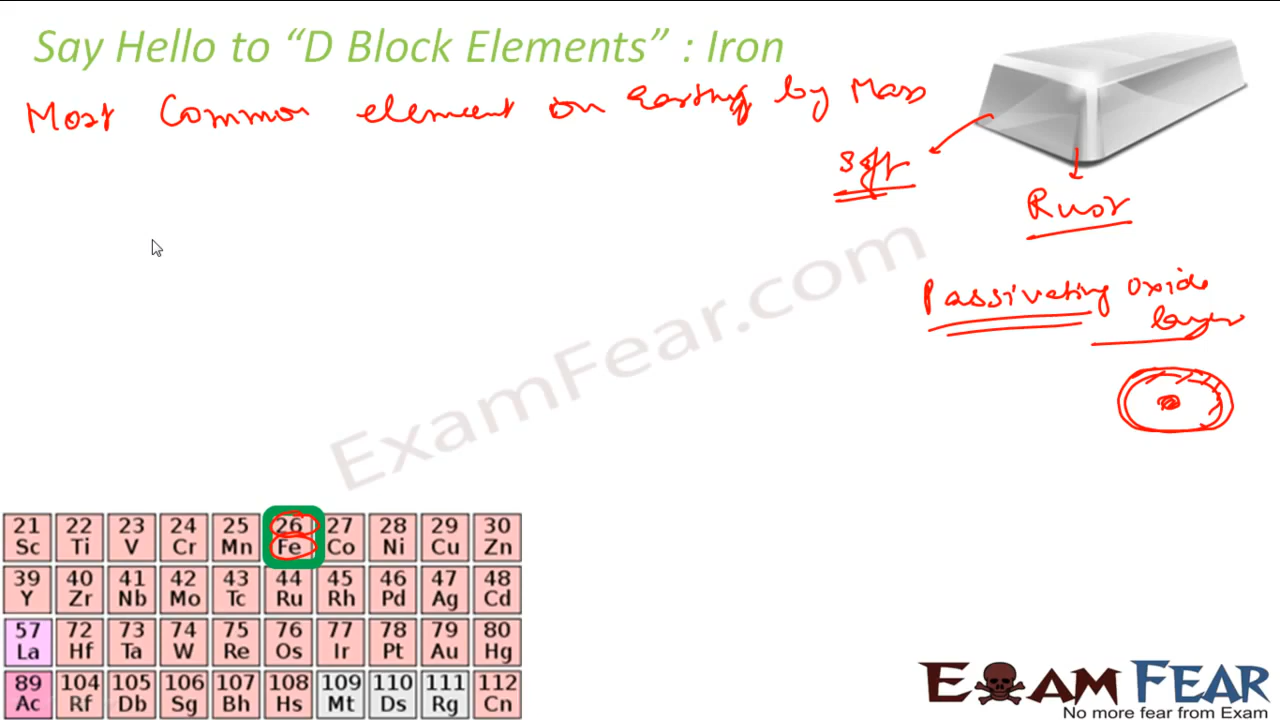 Say Hello to “D Block Elements” : Iron
Most Common element on by Mass
Soft
Rust
Passivating Oxide
layer
ExamFear.com
21 22 23 24 25 26 27 28 29 30
Sc Ti V Cr Mn Fe Co Ni Cu Zn
39 40 41 42 43 44 45 46 47 48
Y Zr Nb Mo Tc Ru Rh Pd Ag Cd
57 72 73 74 75 76 77 78 79 80
La Hf Ta W Re Os Ir Pt Au Hg
89 104 105 106 107 108 109 110 111 112
Ac Rf Db Sg Bh Hs Mt Ds Rg Cn
EXAM FEAR
No more fear from Exam